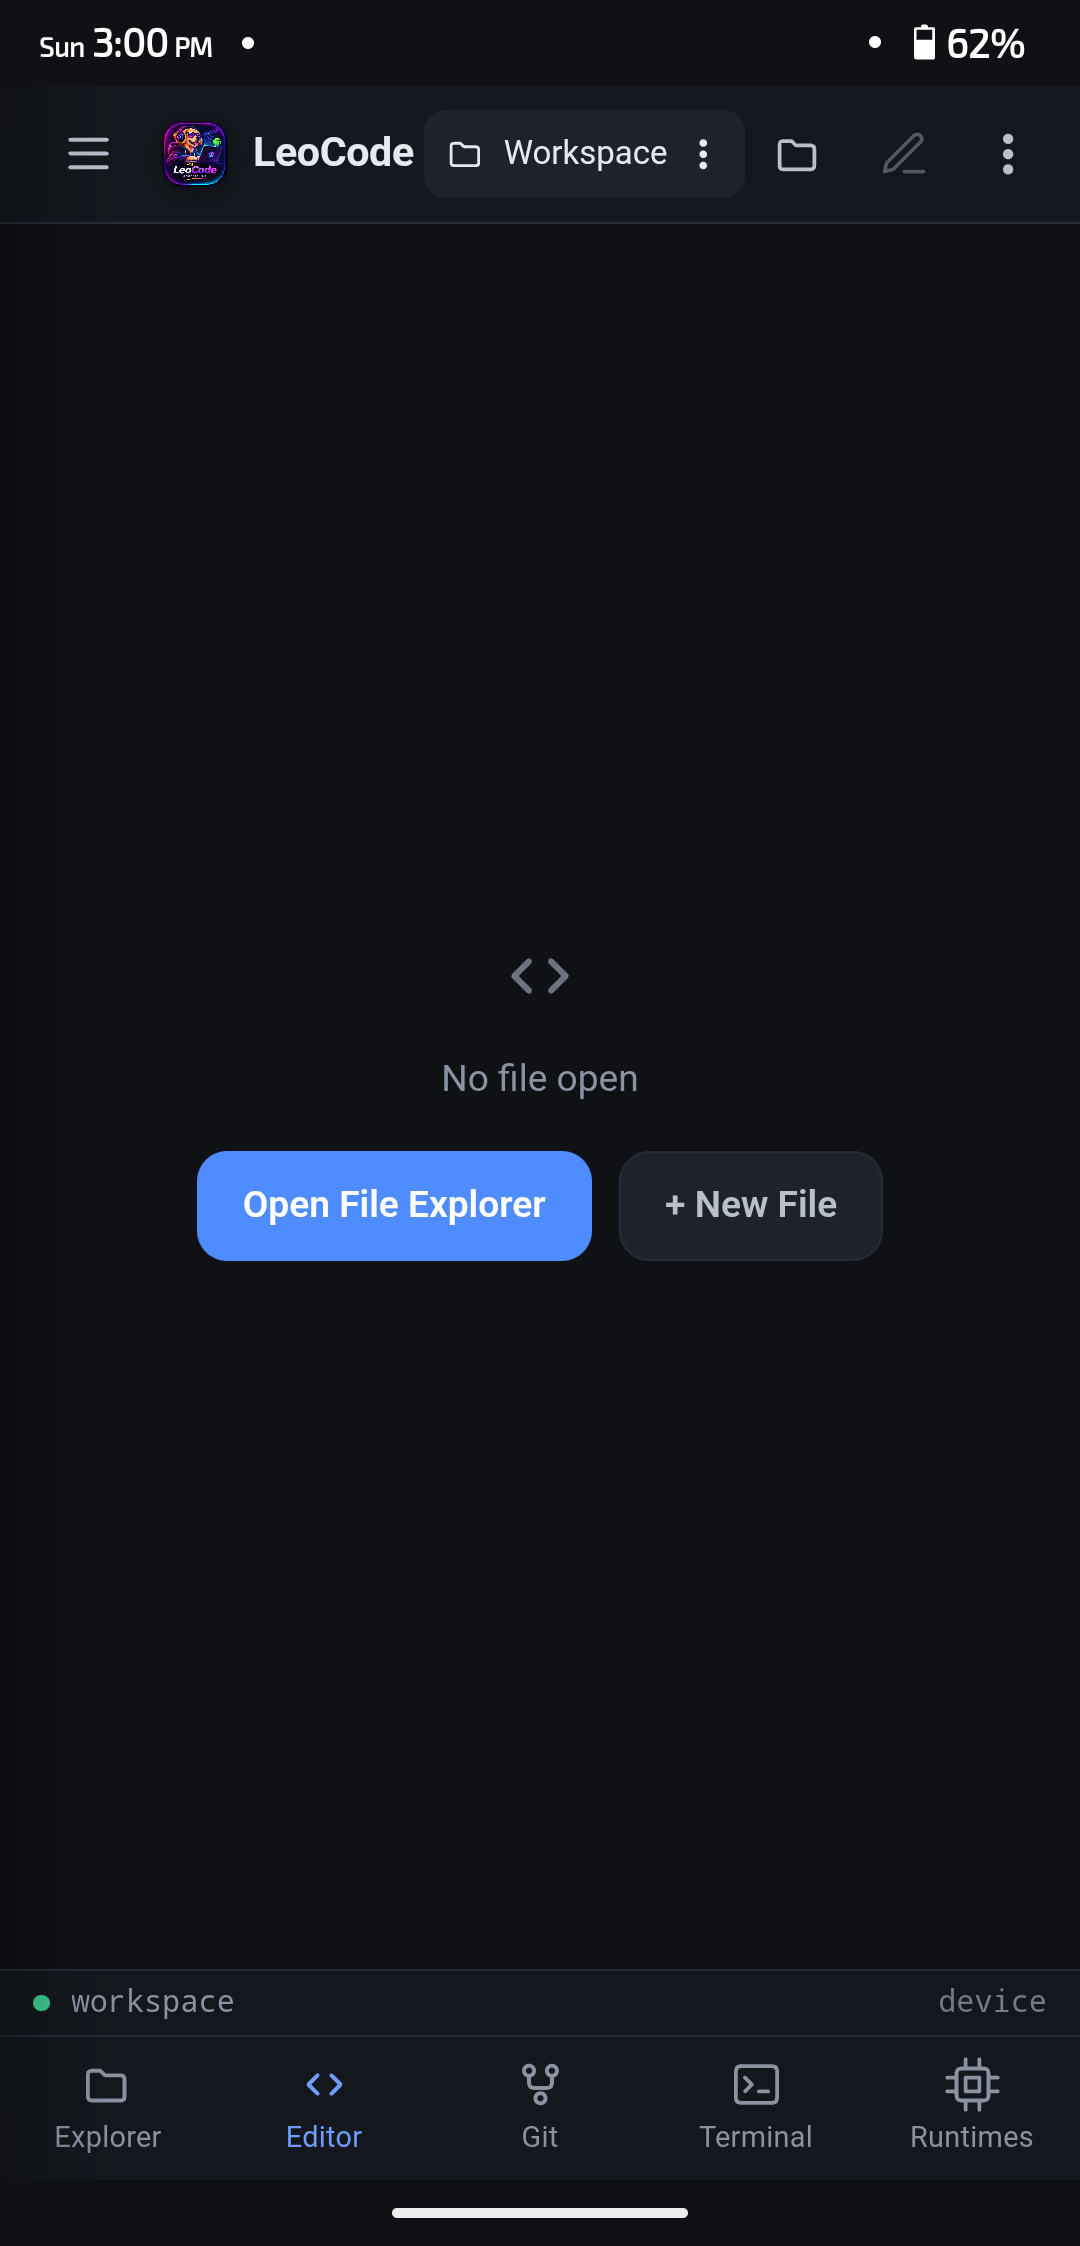 Sun 3:00 PM
62%
LeoCode
LeoCode
Workspace
No file open
Open File Explorer
+ New File
workspace
device
Explorer
Editor
Git
Terminal
Runtimes